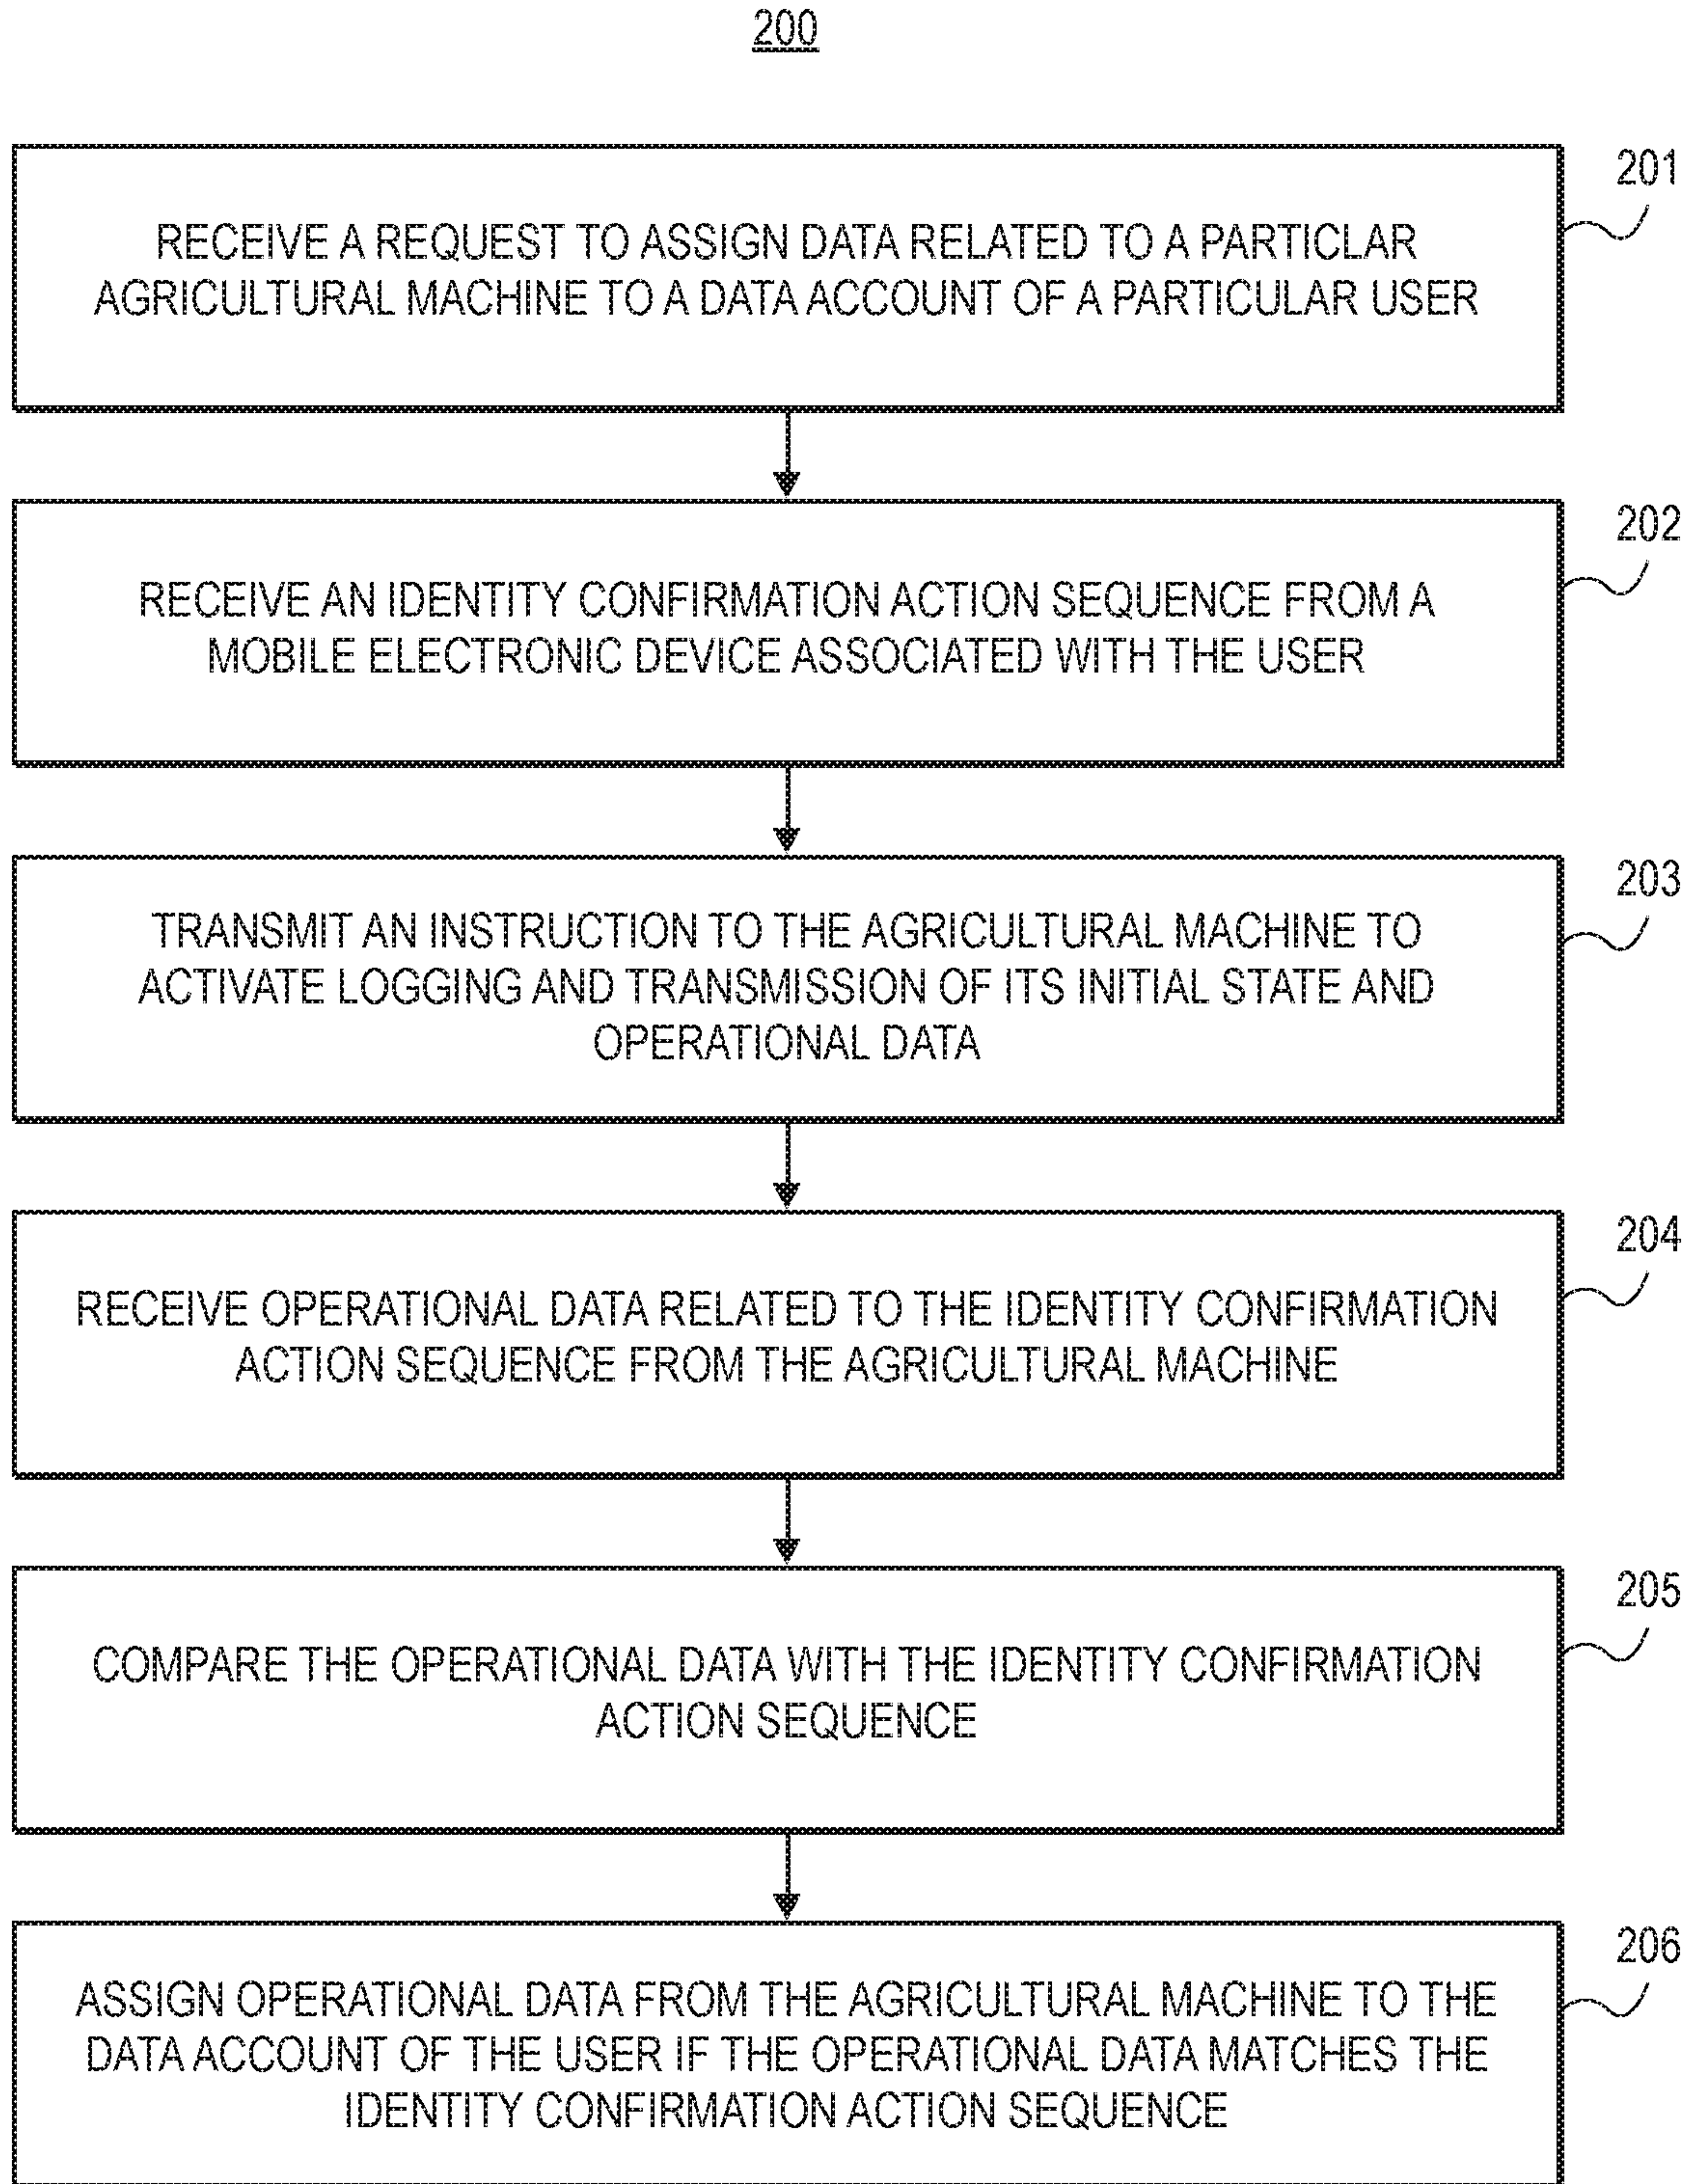 200
201
RECEIVE A REQUEST TO ASSIGN DATA RELATED TO A PARTICLAR
AGRICULTURAL MACHINE TO A DATA ACCOUNT OF A PARTICULAR USER
202
RECEIVE AN IDENTITY CONFIRMATION ACTION SEQUENCE FROM A
MOBILE ELECTRONIC DEVICE ASSOCIATED WITH THE USER
203
TRANSMIT AN INSTRUCTION TO THE AGRICULTURAL MACHINE TO
ACTIVATE LOGGING AND TRANSMISSION OF ITS INITIAL STATE AND
OPERATIONAL DATA
204
RECEIVE OPERATIONAL DATA RELATED TO THE IDENTITY CONFIRMATION
ACTION SEQUENCE FROM THE AGRICULTURAL MACHINE
205
COMPARE THE OPERATIONAL DATA WITH THE IDENTITY CONFIRMATION
ACTION SEQUENCE
206
ASSIGN OPERATIONAL DATA FROM THE AGRICULTURAL MACHINE TO THE
DATA ACCOUNT OF THE USER IF THE OPERATIONAL DATA MATCHES THE
IDENTITY CONFIRMATION ACTION SEQUENCE